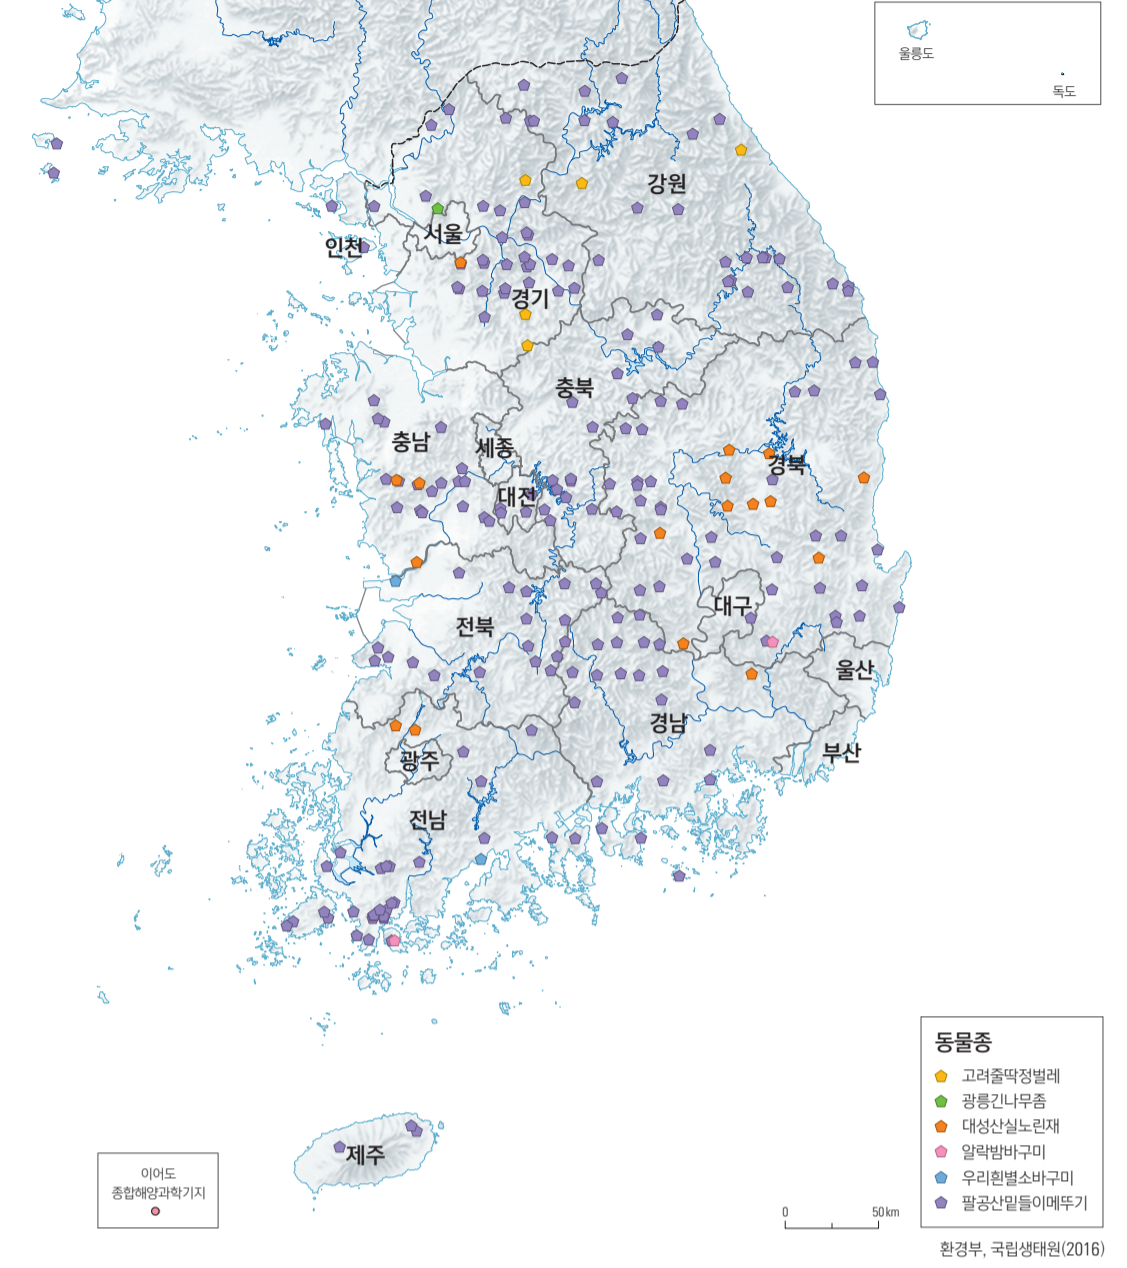 울릉도
독도
강원
서울
인천
경기
충북
충남
세종
경북
대전
대구
전북
울산
경남
부산
광주
전남
제주
이어도
종합해양과학기지
동물종
고려줄딱정벌레
광릉긴나무좀
대성산실노린재
알락밤바구미
우리흰별소바구미
팔공산밑들이메뚜기
0 50km
환경부, 국립생태원(2016)